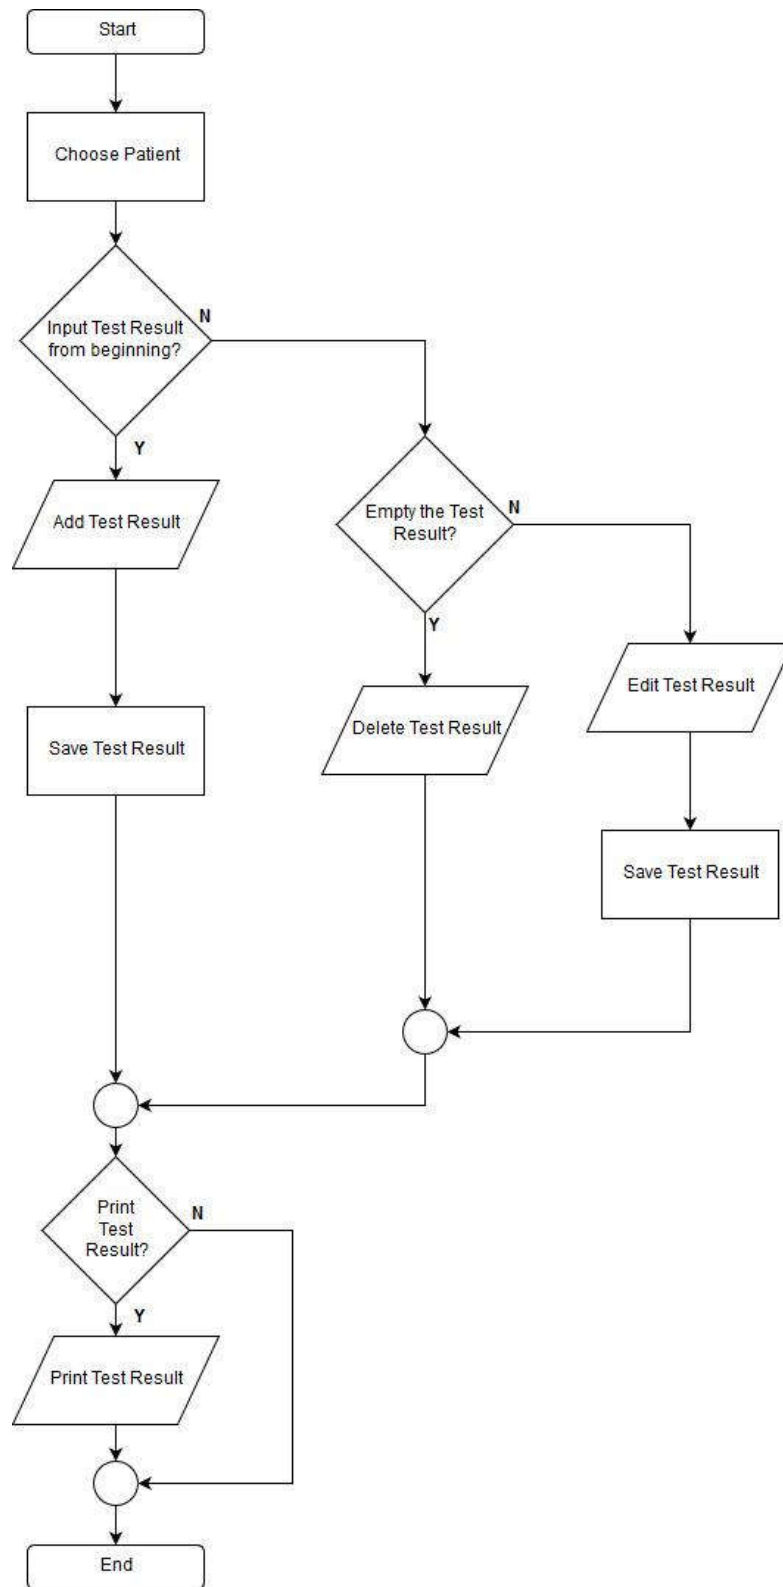 Start
Choose Patient
Input Test Result
from beginning?
N
Y
Add Test Result
Empty the Test
Result?
N
Y
Edit Test Result
Delete Test Result
Save Test Result
Save Test Result
Print
Test
Result?
N
Y
Print Test Result
End